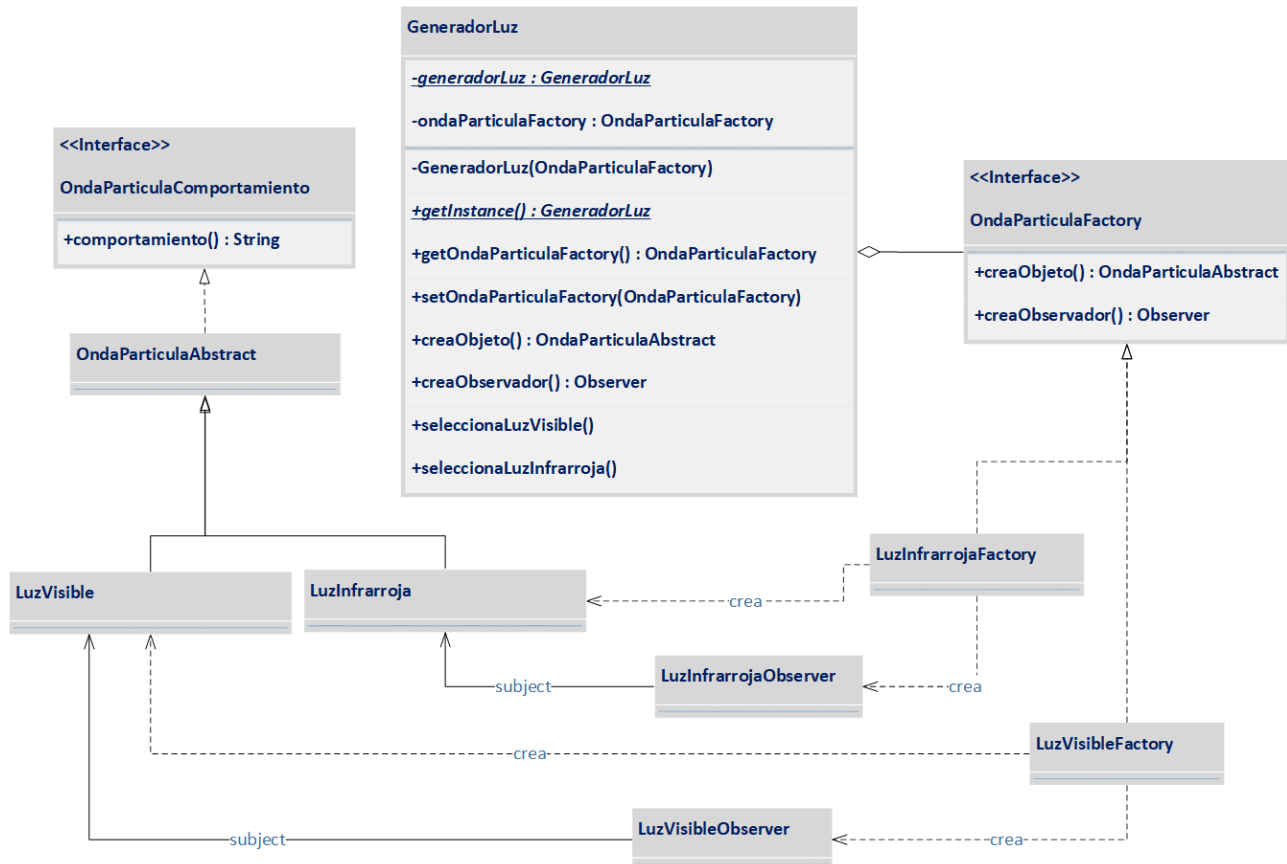 GeneradorLuz
-generadorLuz : GeneradorLuz
-ondaParticulaFactory : OndaParticulaFactory
-GeneradorLuz(OndaParticulaFactory)
+getInstance() : GeneradorLuz
+getOndaParticulaFactory() : OndaParticulaFactory
+setOndaParticulaFactory(OndaParticulaFactory)
+creaObjeto() : OndaParticulaAbstract
+creaObservador() : Observer
+seleccionaLuzVisible()
+seleccionaLuzInfrarroja()
<<Interface>>
OndaParticulaComportamiento
+comportamiento() : String
<<Interface>>
OndaParticulaFactory
+creaObjeto() : OndaParticulaAbstract
+creaObservador() : Observer
OndaParticulaAbstract
LuzVisible
LuzInfrarroja
LuzInfrarrojaFactory
crea
LuzInfrarrojaObserver
subject
crea
LuzVisibleFactory
crea
LuzVisibleObserver
subject
crea